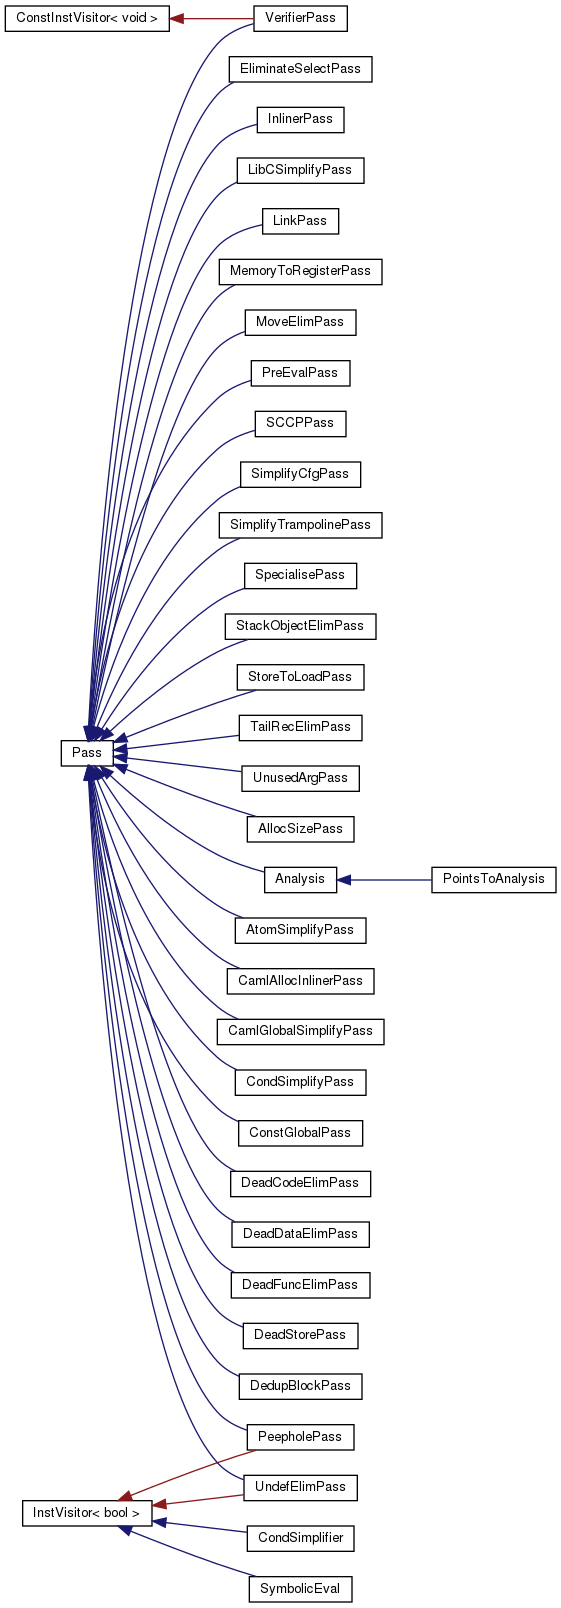 ConstInstVisitor< void >
VerifierPass
EliminateSelectPass
InlinerPass
LibCSimplifyPass
LinkPass
MemoryToRegisterPass
MoveElimPass
PreEvalPass
SCCPPass
SimplifyCfgPass
SimplifyTrampolinePass
SpecialisePass
StackObjectElimPass
StoreToLoadPass
TailRecElimPass
Pass
UnusedArgPass
AllocSizePass
Analysis
PointsToAnalysis
AtomSimplifyPass
CamlAllocInlinerPass
CamlGlobalSimplifyPass
CondSimplifyPass
ConstGlobalPass
DeadCodeElimPass
DeadDataElimPass
DeadFuncElimPass
DeadStorePass
DedupBlockPass
PeepholePass
UndefElimPass
InstVisitor< bool >
CondSimplifier
SymbolicEval